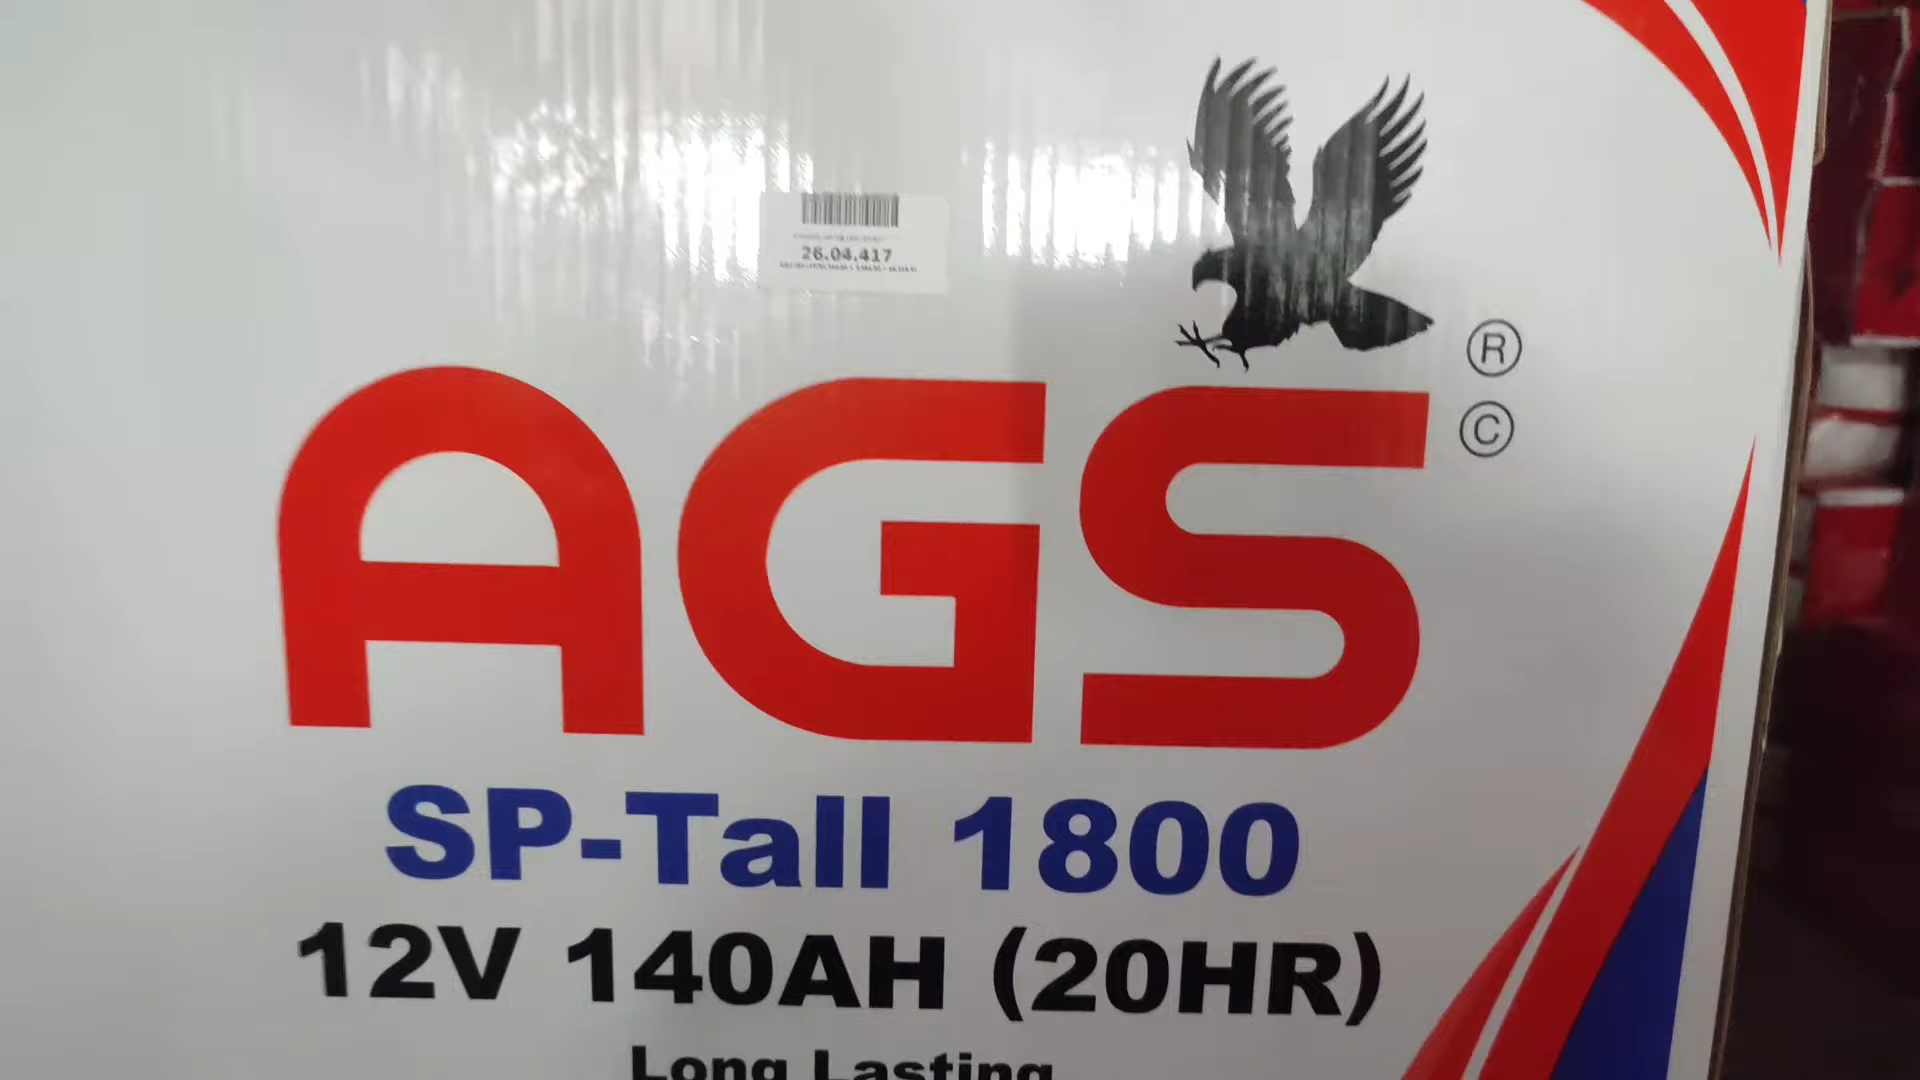 26.04.417
®
©
AGS
SP-Tall 1800
12V 140AH (20HR)
Long Lasting